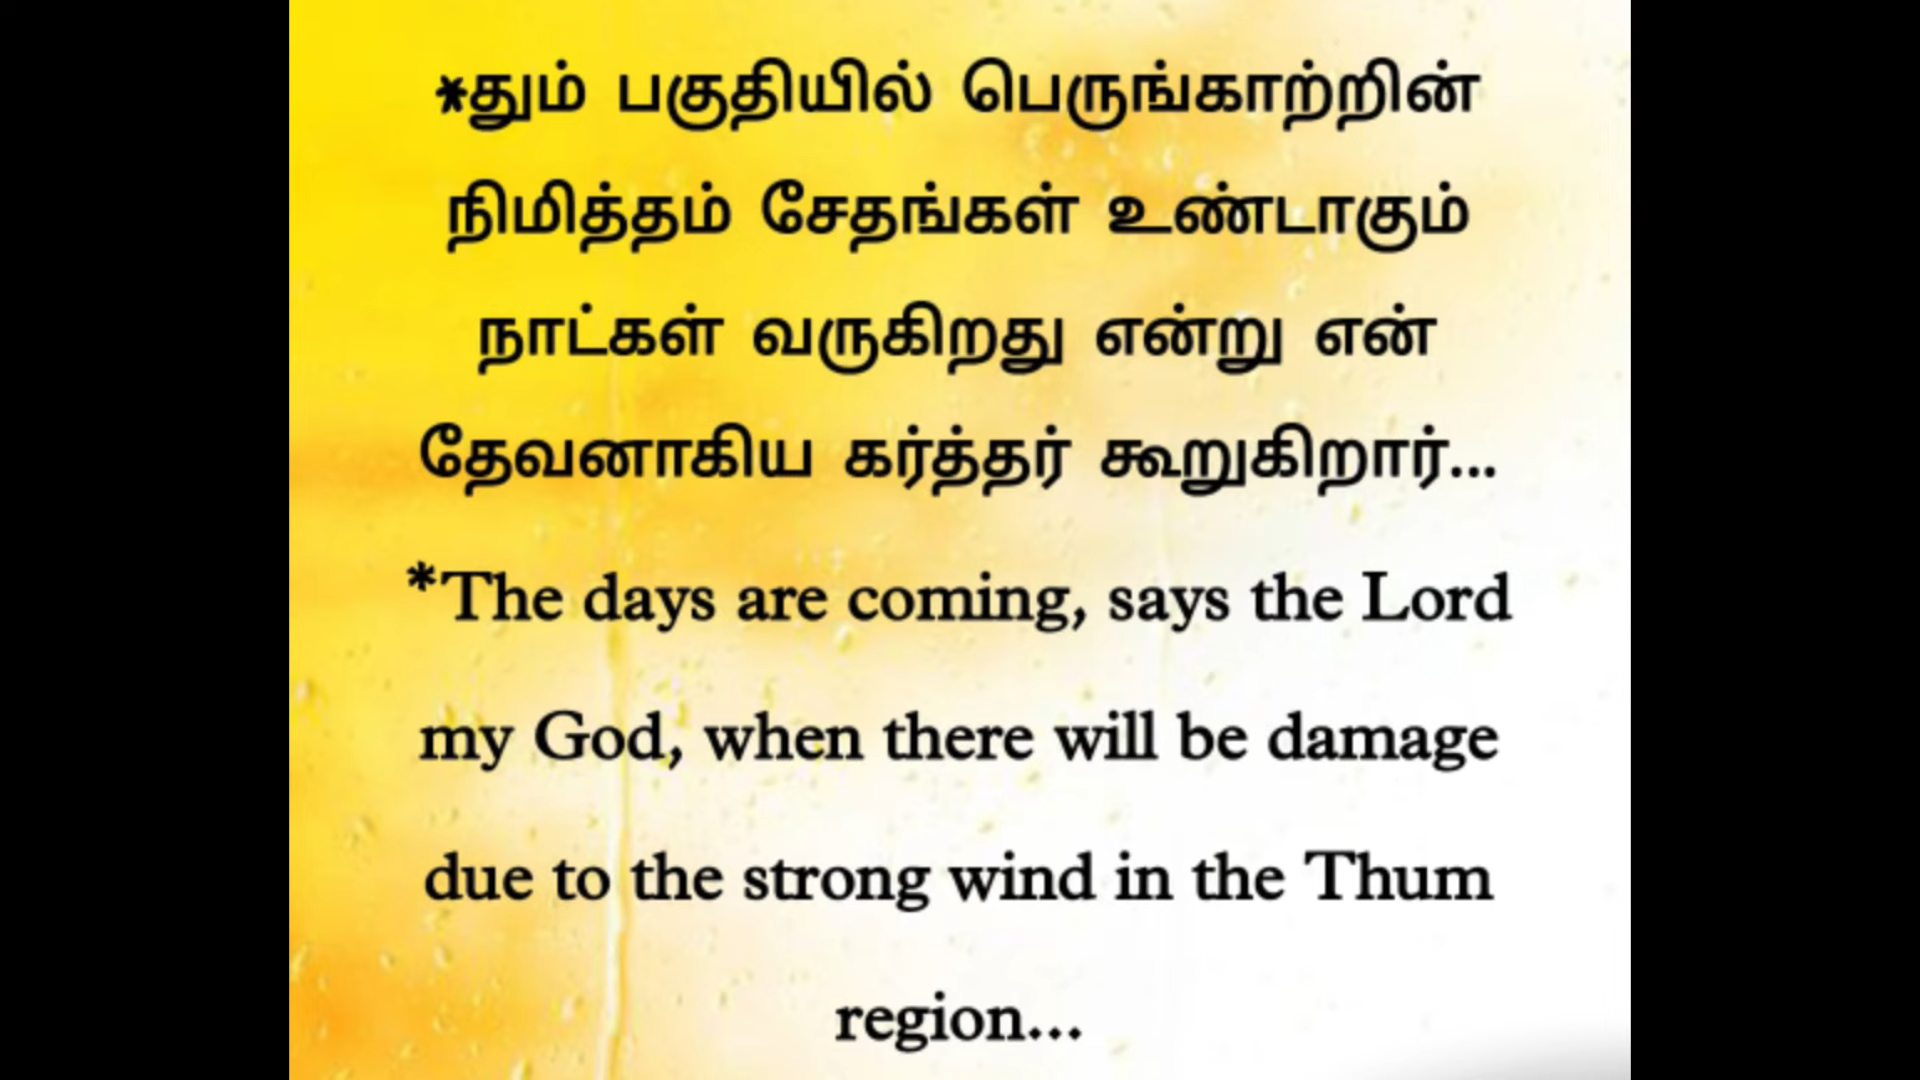 *தும் பகுதியில் பெருங்காற்றின்
நிமித்தம் சேதங்கள் உண்டாகும்
நாட்கள் வருகிறது என்று என்
தேவனாகிய கர்த்தர் கூறுகிறார்...
*The days are coming, says the Lord
my God, when there will be damage
due to the strong wind in the Thum
region...